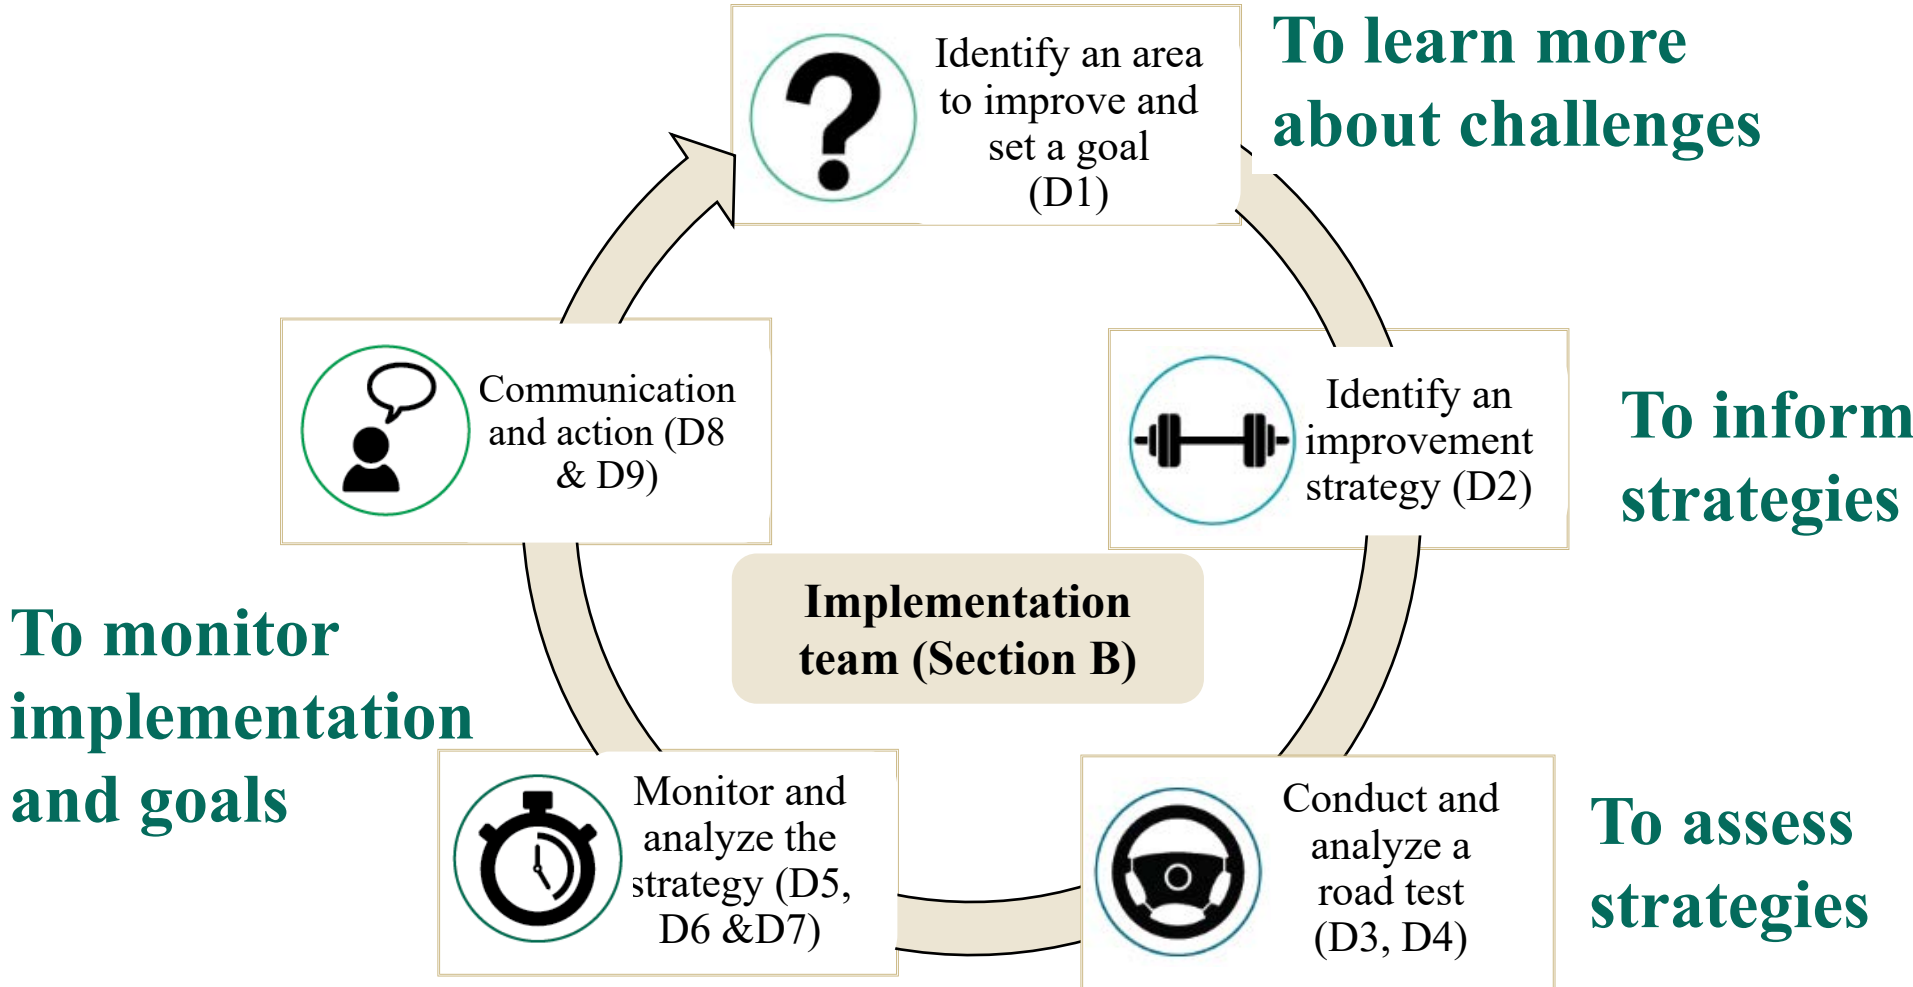 Identify an area
to improve and
set a goal
(D1)
To learn more
about challenges
Identify an
improvement
strategy (D2)
To inform
strategies
Conduct and
analyze a
road test
(D3, D4)
To assess
strategies
Monitor and
analyze the
strategy (D5,
D6 &D7)
To monitor
implementation
and goals
Communication
and action (D8
& D9)
Implementation
team (Section B)